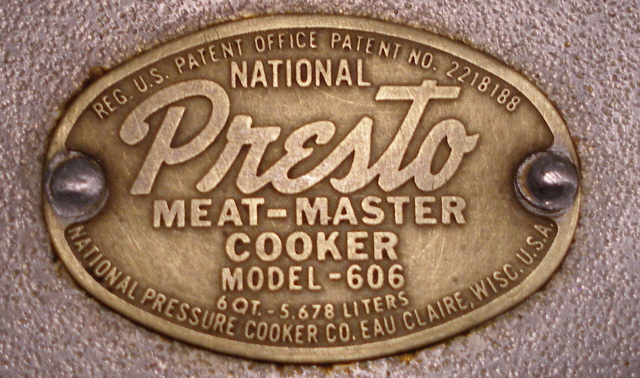 REG. U.S. PATENT OFFICE PATENT NO. 2218188
NATIONAL
Presto
MEAT-MASTER
COOKER
MODEL-606
6 QT. - 5.678 LITERS
NATIONAL PRESSURE COOKER CO. EAU CLAIRE, WISC. U.S.A.